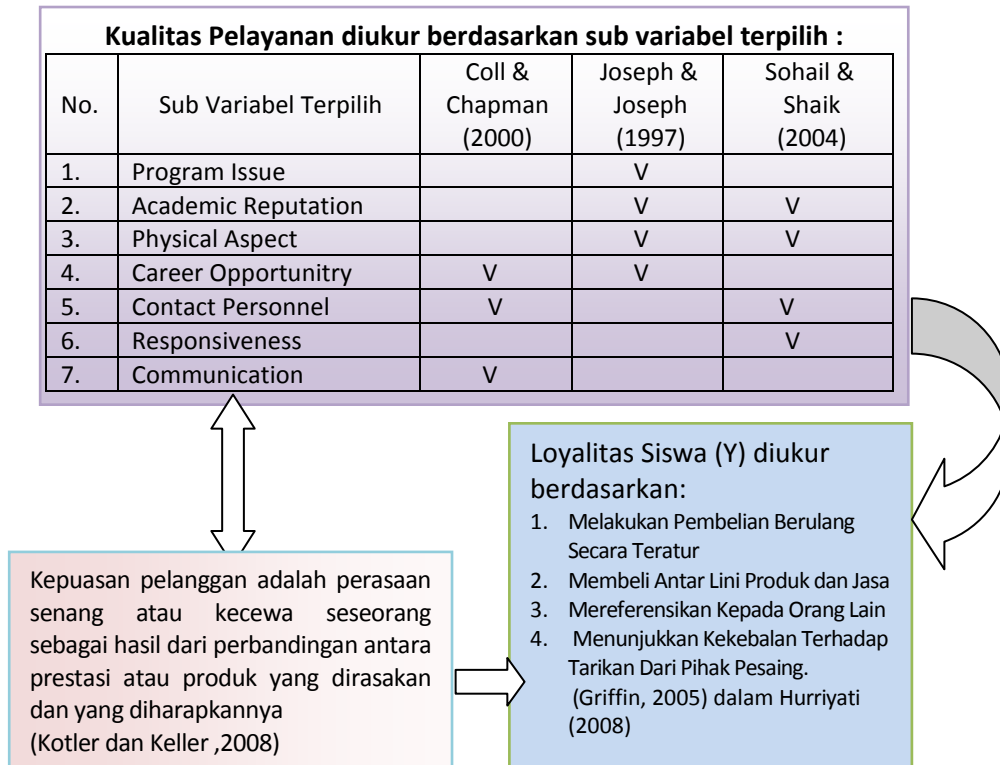 Kualitas Pelayanan diukur berdasarkan sub variabel terpilih :
No. Sub Variabel Terpilih Coll & Chapman (2000) Joseph & Joseph (1997) Sohail & Shaik (2004)
1. Program Issue V
2. Academic Reputation V V
3. Physical Aspect V V
4. Career Opportunitry V V
5. Contact Personnel V V
6. Responsiveness V
7. Communication V
Loyalitas Siswa (Y) diukur
berdasarkan:
1. Melakukan Pembelian Berulang
Secara Teratur
2. Membeli Antar Lini Produk dan Jasa
3. Mereferensikan Kepada Orang Lain
4. Menunjukkan Kekebalan Terhadap
Tarikan Dari Pihak Pesaing.
(Griffin, 2005) dalam Hurriyati
(2008)
Kepuasan pelanggan adalah perasaan
senang atau kecewa seseorang
sebagai hasil dari perbandingan antara
prestasi atau produk yang dirasakan
dan yang diharapkannya
(Kotler dan Keller ,2008)